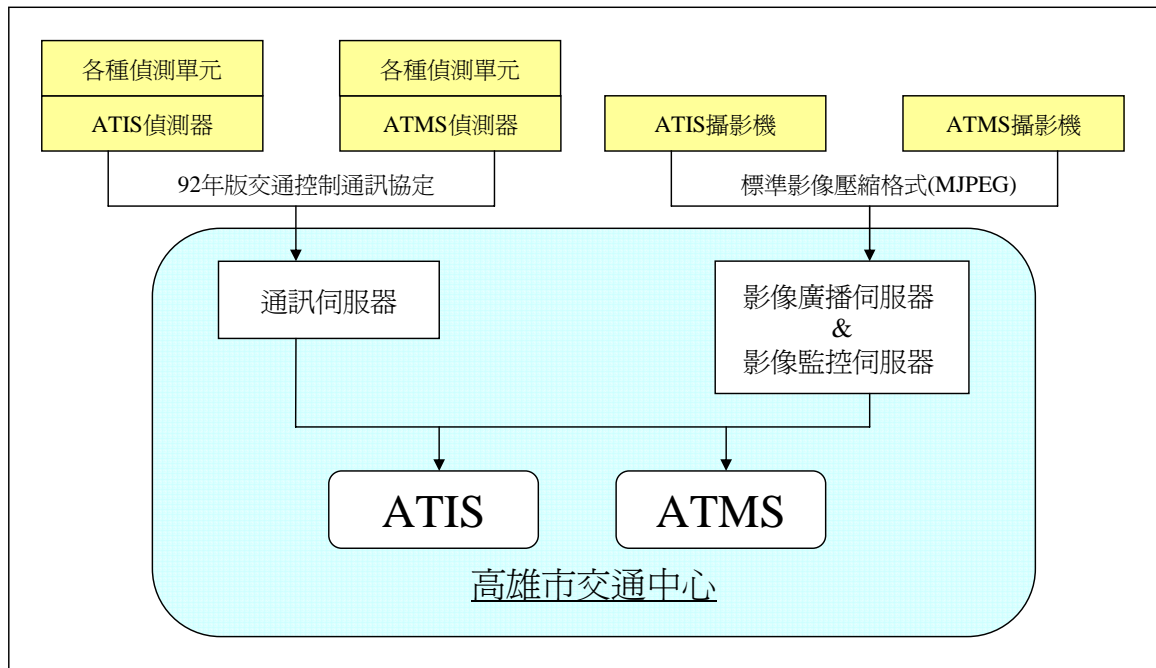 各種偵測單元
各種偵測單元
ATIS偵測器
ATMS偵測器
ATIS攝影機
ATMS攝影機
92年版交通控制通訊協定
標準影像壓縮格式(MJPEG)
通訊伺服器
影像廣播伺服器
&
影像監控伺服器
ATIS
ATMS
高雄市交通中心